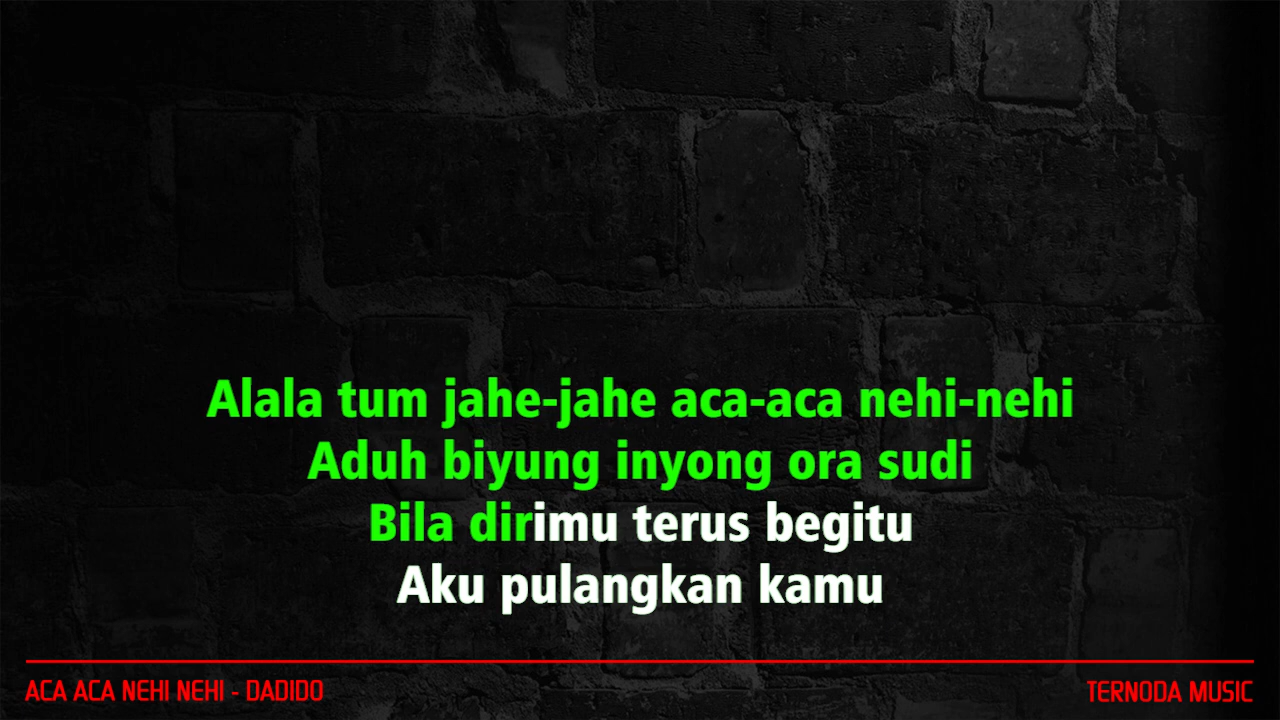 Alala tum jahe-jahe aca-aca nehi-nehi
Aduh biyung inyong ora sudi
Bila dirimu terus begitu
Aku pulangkan kamu
ACA ACA NEHI NEHI - DADIDO
TERNODA MUSIC